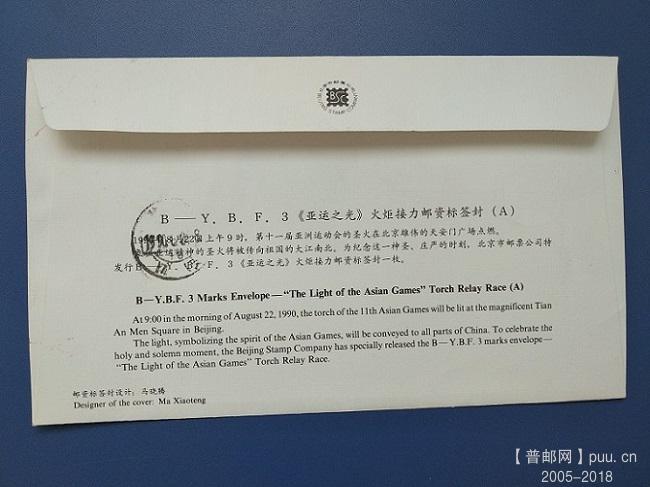 BSC
B — Y. B. F. 3《亚运之光》火炬接力邮资标签封（A）
上午9时，第十一届亚洲运动会的圣火在北京雄伟的天安门广场点燃。
精神的圣火将被传向祖国的大江南北，为纪念这一神圣、庄严的时刻，北京市邮票公司特
发行B—Y. F. 3《亚运之光》火炬接力邮资标签封一枚。
B—Y.B.F. 3 Marks Envelope—“The Light of the Asian Games” Torch Relay Race (A)
At 9:00 in the morning of August 22, 1990, the torch of the 11th Asian Games will be lit at the magnificent Tian
An Men Square in Beijing.
The light, symbolizing the spirit of the Asian Games, will be conveyed to all parts of China. To celebrate the
holy and solemn moment, the Beijing Stamp Company has specially released the B—Y.B.F. 3 marks envelope—
“The Light of the Asian Games” Torch Relay Race.
邮资标签封设计：马晓腾
Designer of the cover: Ma Xiaoteng
【普邮网】puu.cn
2005-2018